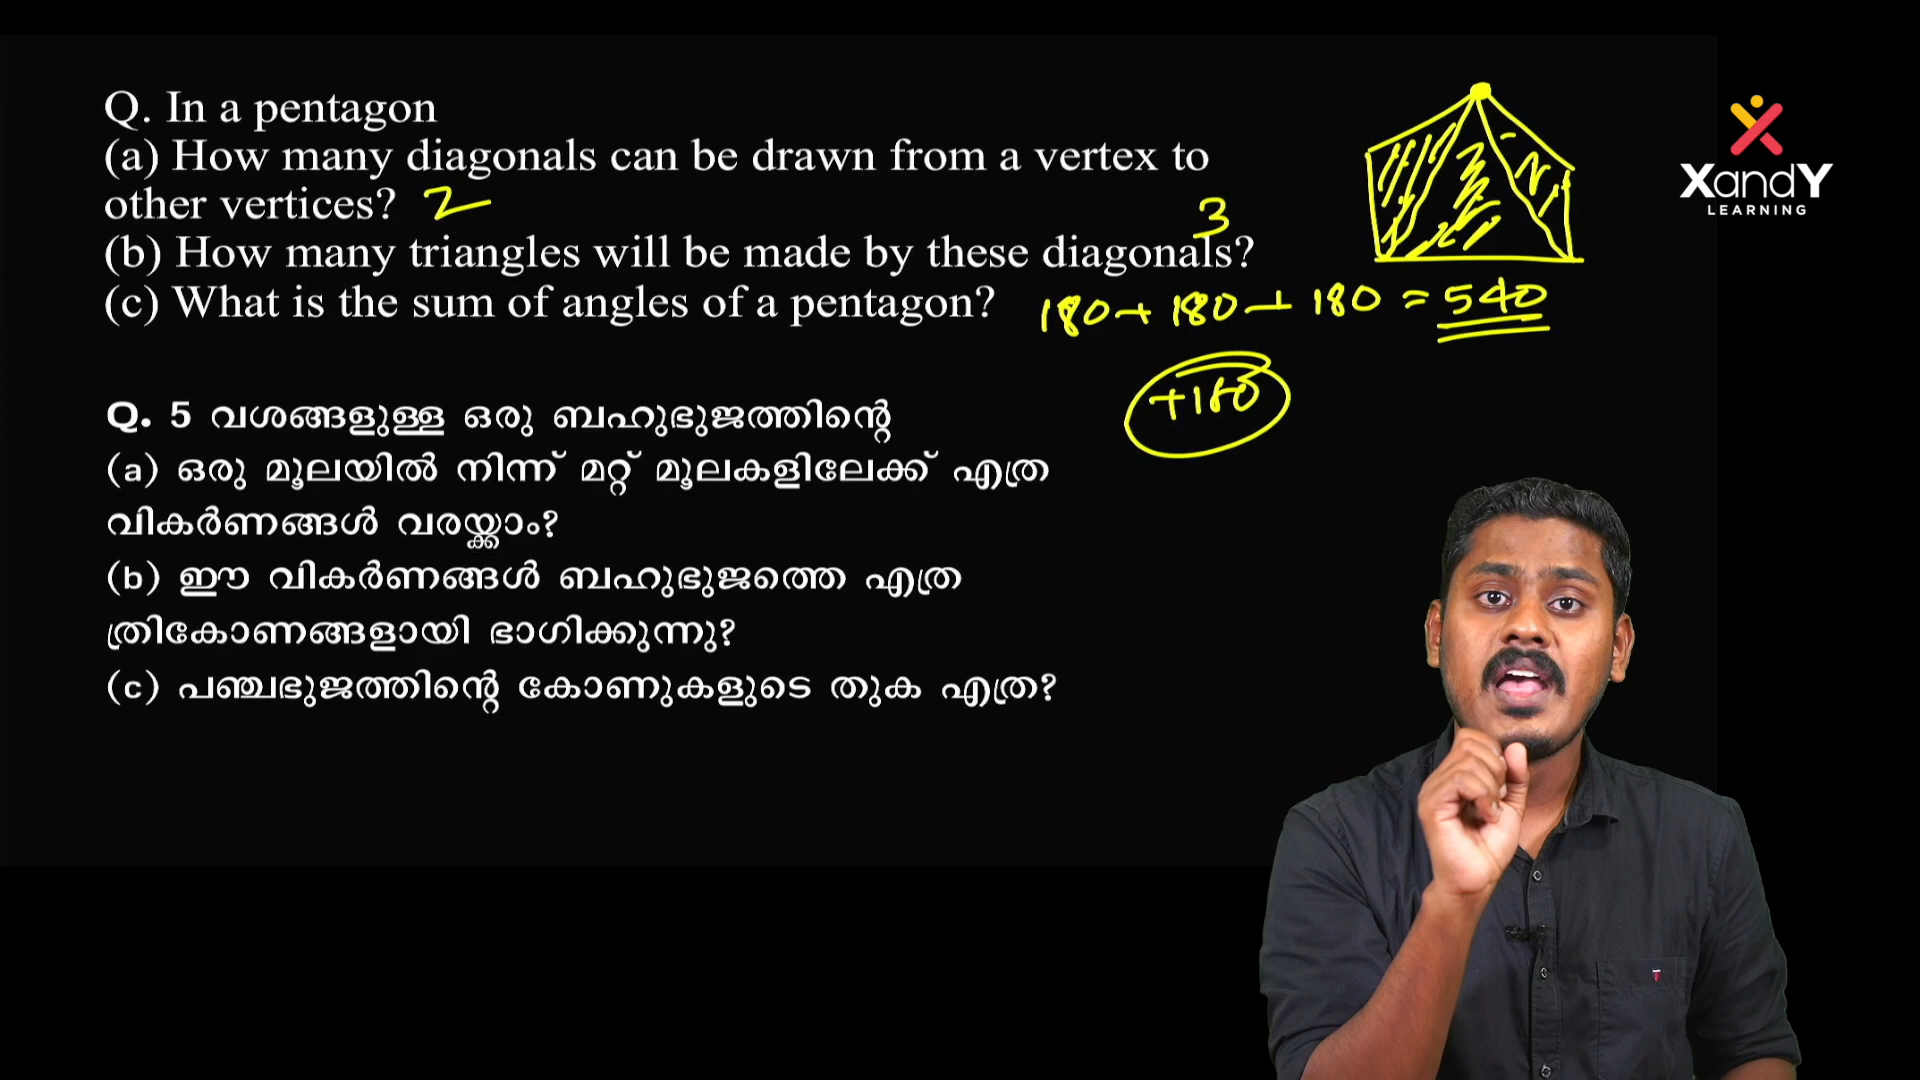 Q. In a pentagon
(a) How many diagonals can be drawn from a vertex to
other vertices? 2
3
(b) How many triangles will be made by these diagonals?
(c) What is the sum of angles of a pentagon? 180 + 180 + 180 = 540
+180
Q. 5 വശങ്ങളുള്ള ഒരു ബഹുഭുജത്തിന്റെ
(a) ഒരു മൂലയിൽ നിന്ന് മറ്റ് മൂലകളിലേക്ക് എത്ര
വികർണങ്ങൾ വരയ്ക്കാം?
(b) ഈ വികർണങ്ങൾ ബഹുഭുജത്തെ എത്ര
ത്രികോണങ്ങളായി ഭാഗിക്കുന്നു?
(c) പഞ്ചഭുജത്തിന്റെ കോണുകളുടെ തുക എത്ര?
XandY
LEARNING